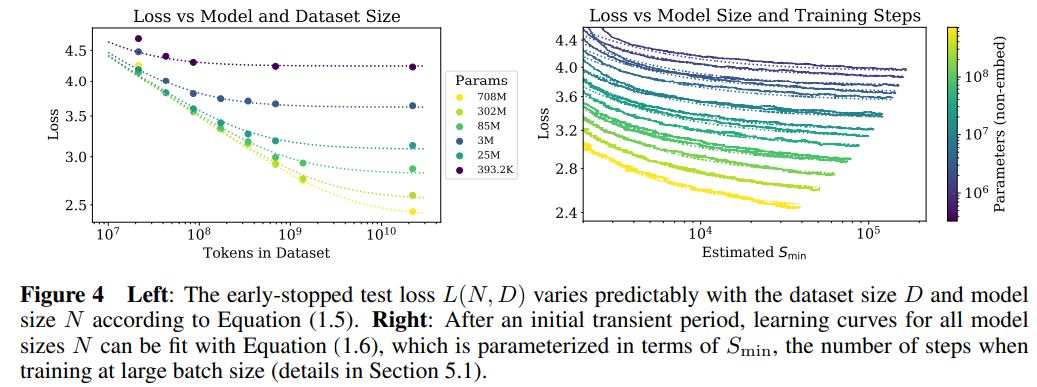 Loss vs Model and Dataset Size
4.5
4.0
3.5
3.0
2.5
Loss
10^7
10^8
10^9
10^10
Tokens in Dataset
Params
708M
302M
85M
3M
25M
393.2K
Loss vs Model Size and Training Steps
4.4
4.0
3.6
3.2
2.8
2.4
Loss
10^4
10^5
Estimated S_min
10^8
10^7
10^6
Parameters (non-embed)
Figure 4 Left: The early-stopped test loss L(N, D) varies predictably with the dataset size D and model
size N according to Equation (1.5). Right: After an initial transient period, learning curves for all model
sizes N can be fit with Equation (1.6), which is parameterized in terms of S_min, the number of steps when
training at large batch size (details in Section 5.1).